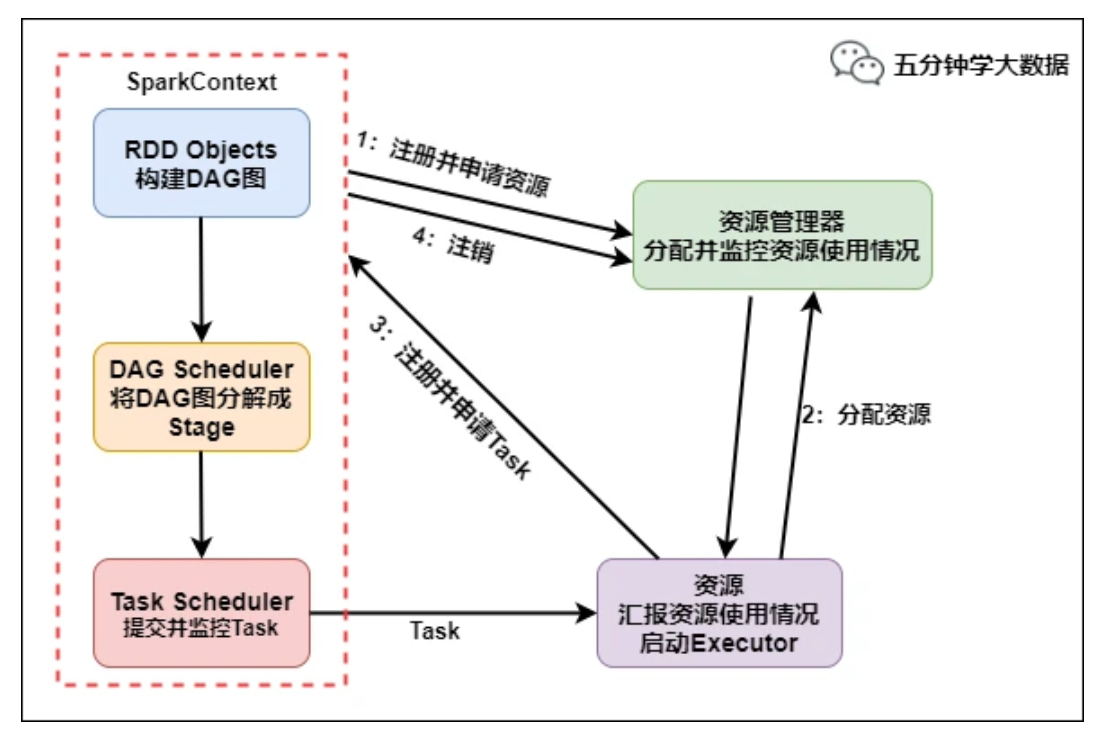 五分钟学大数据
SparkContext
RDD Objects
构建DAG图
1：注册并申请资源
资源管理器
分配并监控资源使用情况
4：注销
3：注册并申请Task
DAG Scheduler
将DAG图分解成
Stage
2：分配资源
Task Scheduler
提交并监控Task
Task
资源
汇报资源使用情况
启动Executor